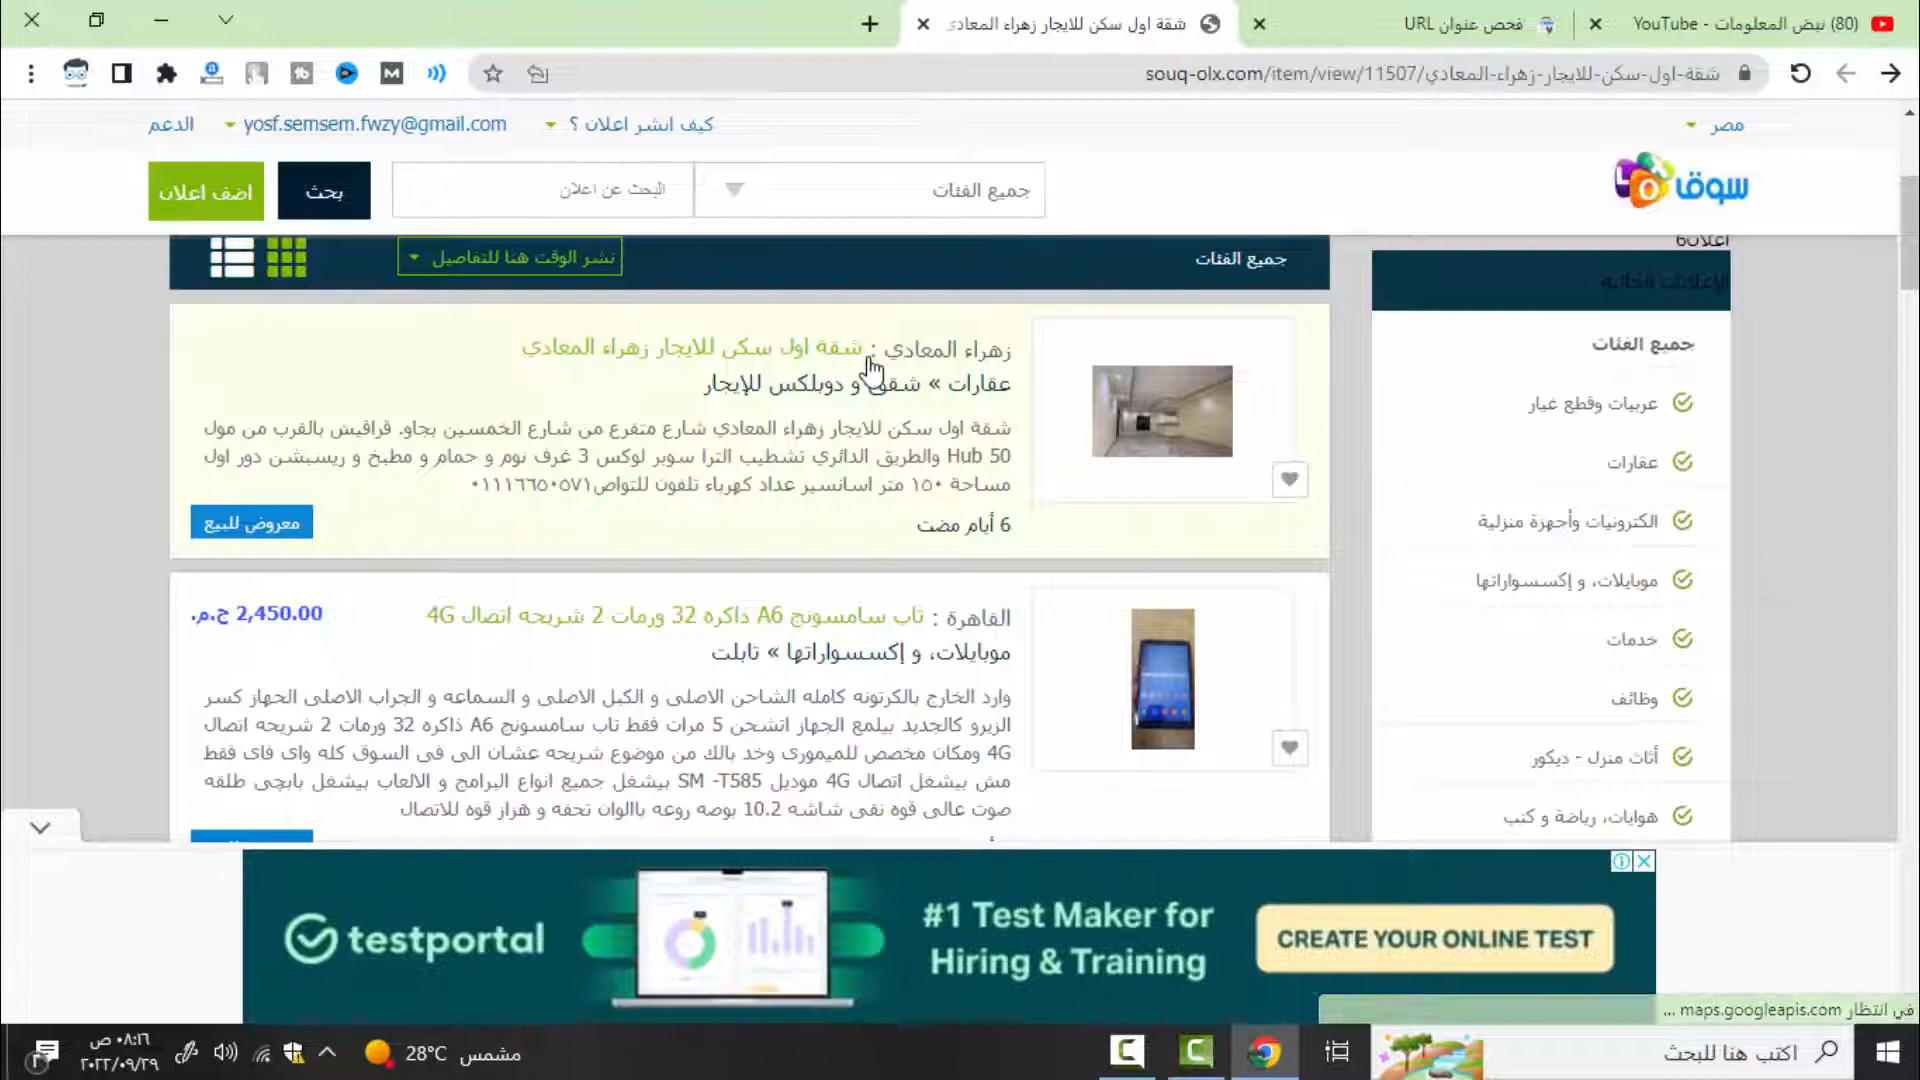 (80) نبض المعلومات - YouTube
فحص عنوان URL
شقة اول سكن للايجار زهراء المعادي
souq-olx.com/item/view/11507/شقة-اول-سكن-للايجار-زهراء-المعادي
مصر
كيف انشر اعلان ؟
yosf.semsem.fwzy@gmail.com
الدعم
سوق
OLX
جميع الفئات
البحث عن اعلان
بحث
اضف اعلان
جميع الفئات
نشر الوقت هنا للتفاصيل
زهراء المعادي : شقة اول سكن للايجار زهراء المعادي
عقارات » شقق و دوبلكس للإيجار
شقة اول سكن للايجار زهراء المعادي شارع متفرع من شارع الخمسين بجاو. قراقيش بالقرب من مول
Hub 50 والطريق الدائري تشطيب الترا سوبر لوكس 3 غرف نوم و حمام و مطبخ و ريسبشن دور اول
مساحة ١٥٠ متر اسانسير عداد كهرباء تلفون للتواص٠١١١٦٦٥٠٥٧١
6 أيام مضت
معروض للبيع
القاهرة : تاب سامسونج A6 ذاكره 32 ورمات 2 شريحه اتصال 4G
2,450.00 ج.م.
موبايلات، و إكسسواراتها » تابلت
وارد الخارج بالكرتونه كامله الشاحن الاصلى و الكبل الاصلى و السماعه و الجراب الاصلى الجهاز كسر
الزيرو كالجديد بيلمع الجهاز اتشحن 5 مرات فقط تاب سامسونج A6 ذاكره 32 ورمات 2 شريحه اتصال
4G ومكان مخصص للميمورى وخد بالك من موضوع شريحه عشان الى فى السوق كله واى فاى فقط
مش بيشغل اتصال 4G موديل SM -T585 بيشغل جميع انواع البرامج و الالعاب بيشغل بابجى طلقه
صوت عالى قوه نقى شاشه 10.2 بوصه روعه باالوان تحفه و هزاز قوه للاتصال
اعلان6
الإعلانات الحالية
جميع الفئات
عربيات وقطع غيار
عقارات
الكترونيات وأجهزة منزلية
موبايلات، و إكسسواراتها
خدمات
وظائف
أثاث منزل - ديكور
هوايات، رياضة و كتب
testportal
#1 Test Maker for
Hiring & Training
CREATE YOUR ONLINE TEST
في انتظار maps.googleapis.com ...
اكتب هنا للبحث
28°C مشمس
٠٨:١٦ ص
٢٠٢٢/٠٩/٢٩